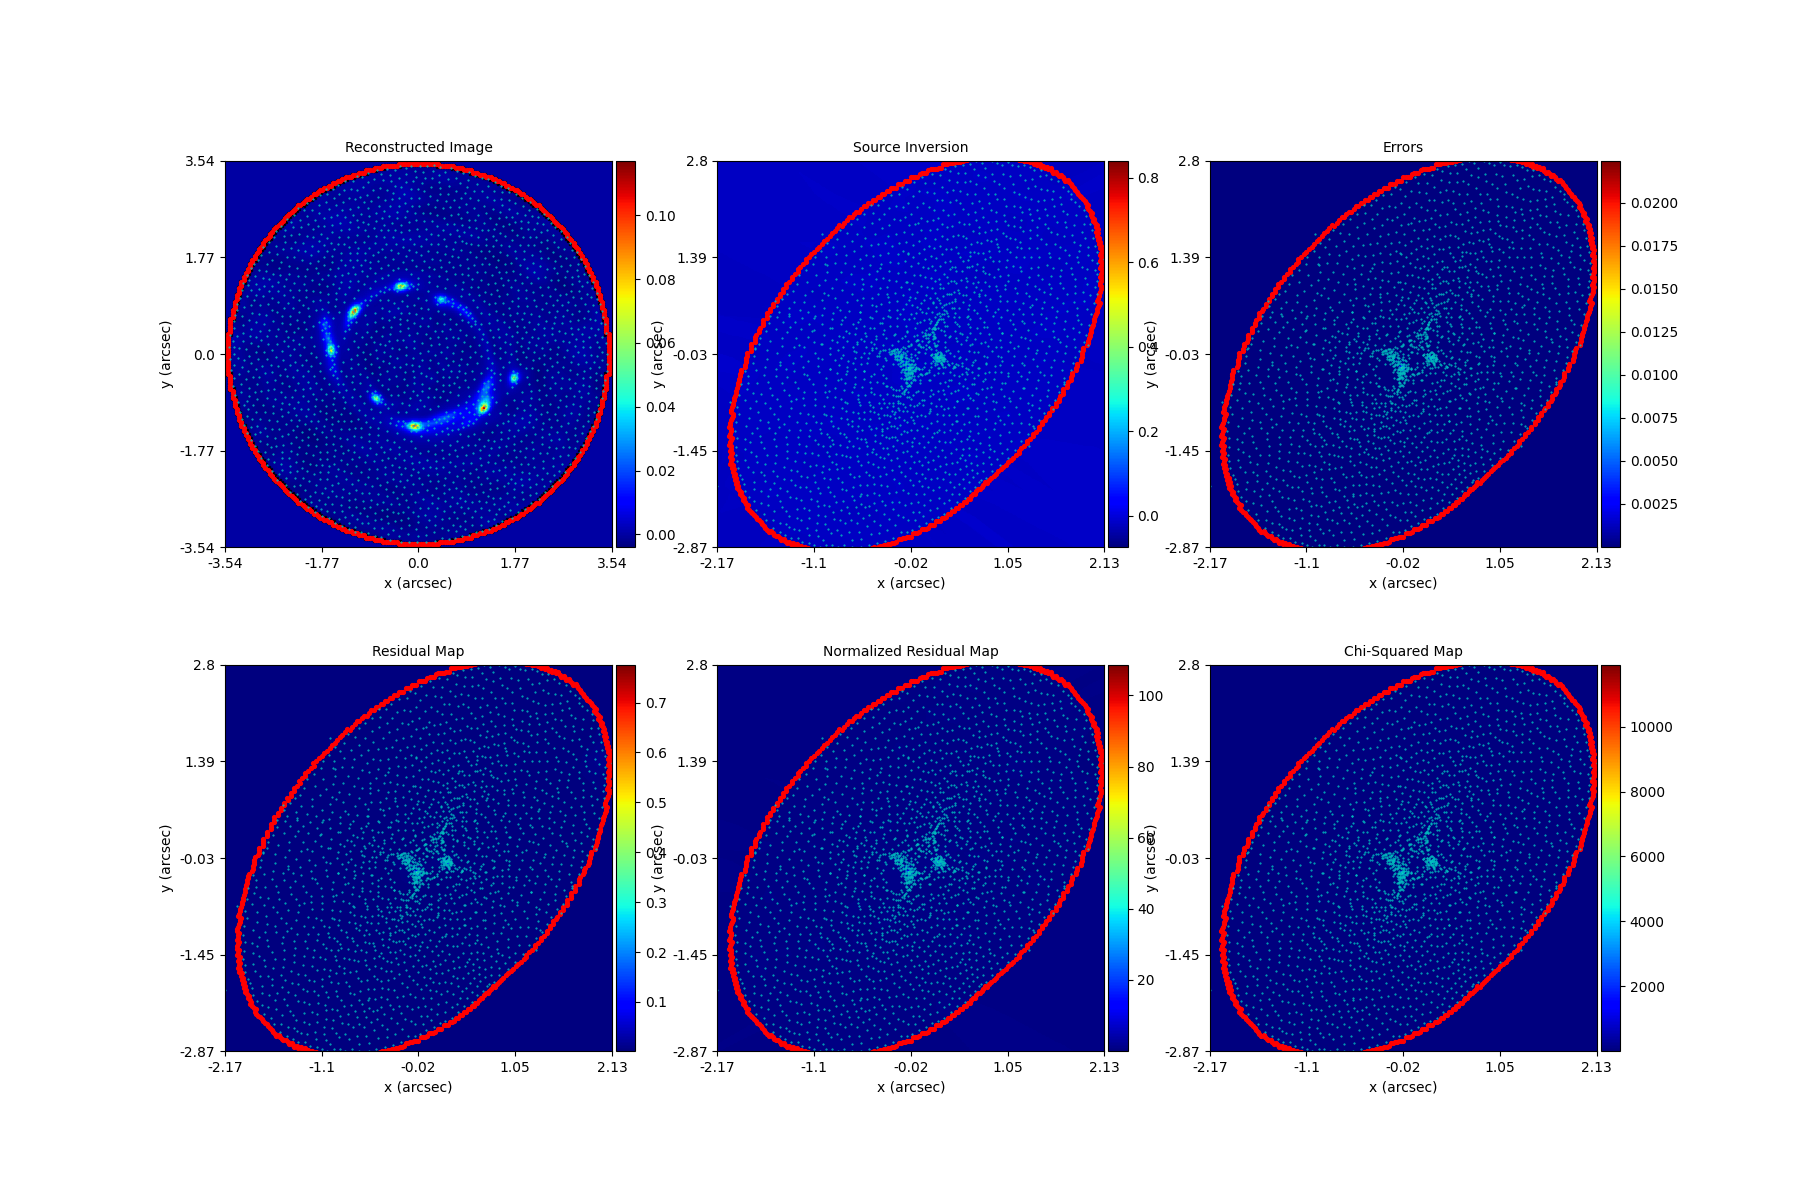 Reconstructed Image
3.54
1.77
0.0
-1.77
-3.54
y (arcsec)
-3.54 -1.77 0.0 1.77 3.54
x (arcsec)
0.10
0.08
0.06
0.04
0.02
0.00
Source Inversion
2.8
1.39
-0.03
-1.45
-2.87
y (arcsec)
-2.17 -1.1 -0.02 1.05 2.13
x (arcsec)
0.8
0.6
0.4
0.2
0.0
Errors
2.8
1.39
-0.03
-1.45
-2.87
y (arcsec)
-2.17 -1.1 -0.02 1.05 2.13
x (arcsec)
0.0200
0.0175
0.0150
0.0125
0.0100
0.0075
0.0050
0.0025
Residual Map
2.8
1.39
-0.03
-1.45
-2.87
y (arcsec)
-2.17 -1.1 -0.02 1.05 2.13
x (arcsec)
0.7
0.6
0.5
0.4
0.3
0.2
0.1
Normalized Residual Map
2.8
1.39
-0.03
-1.45
-2.87
y (arcsec)
-2.17 -1.1 -0.02 1.05 2.13
x (arcsec)
100
80
60
40
20
Chi-Squared Map
2.8
1.39
-0.03
-1.45
-2.87
y (arcsec)
-2.17 -1.1 -0.02 1.05 2.13
x (arcsec)
10000
8000
6000
4000
2000